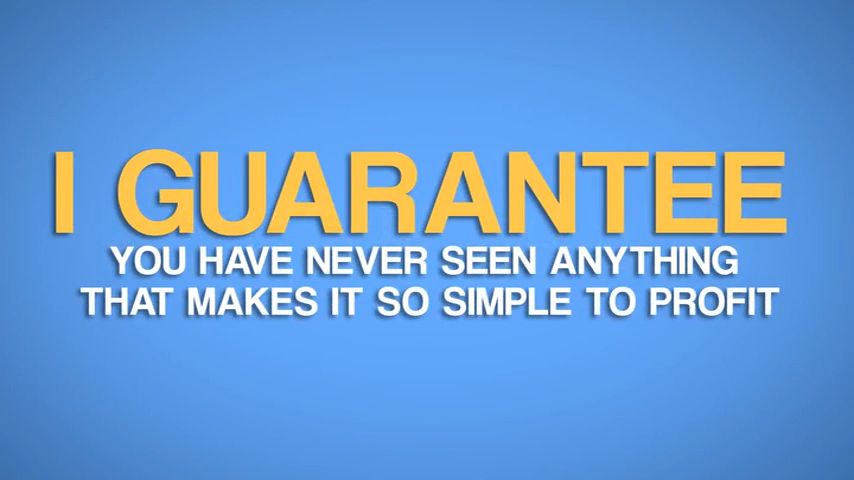 I GUARANTEE
YOU HAVE NEVER SEEN ANYTHING
THAT MAKES IT SO SIMPLE TO PROFIT